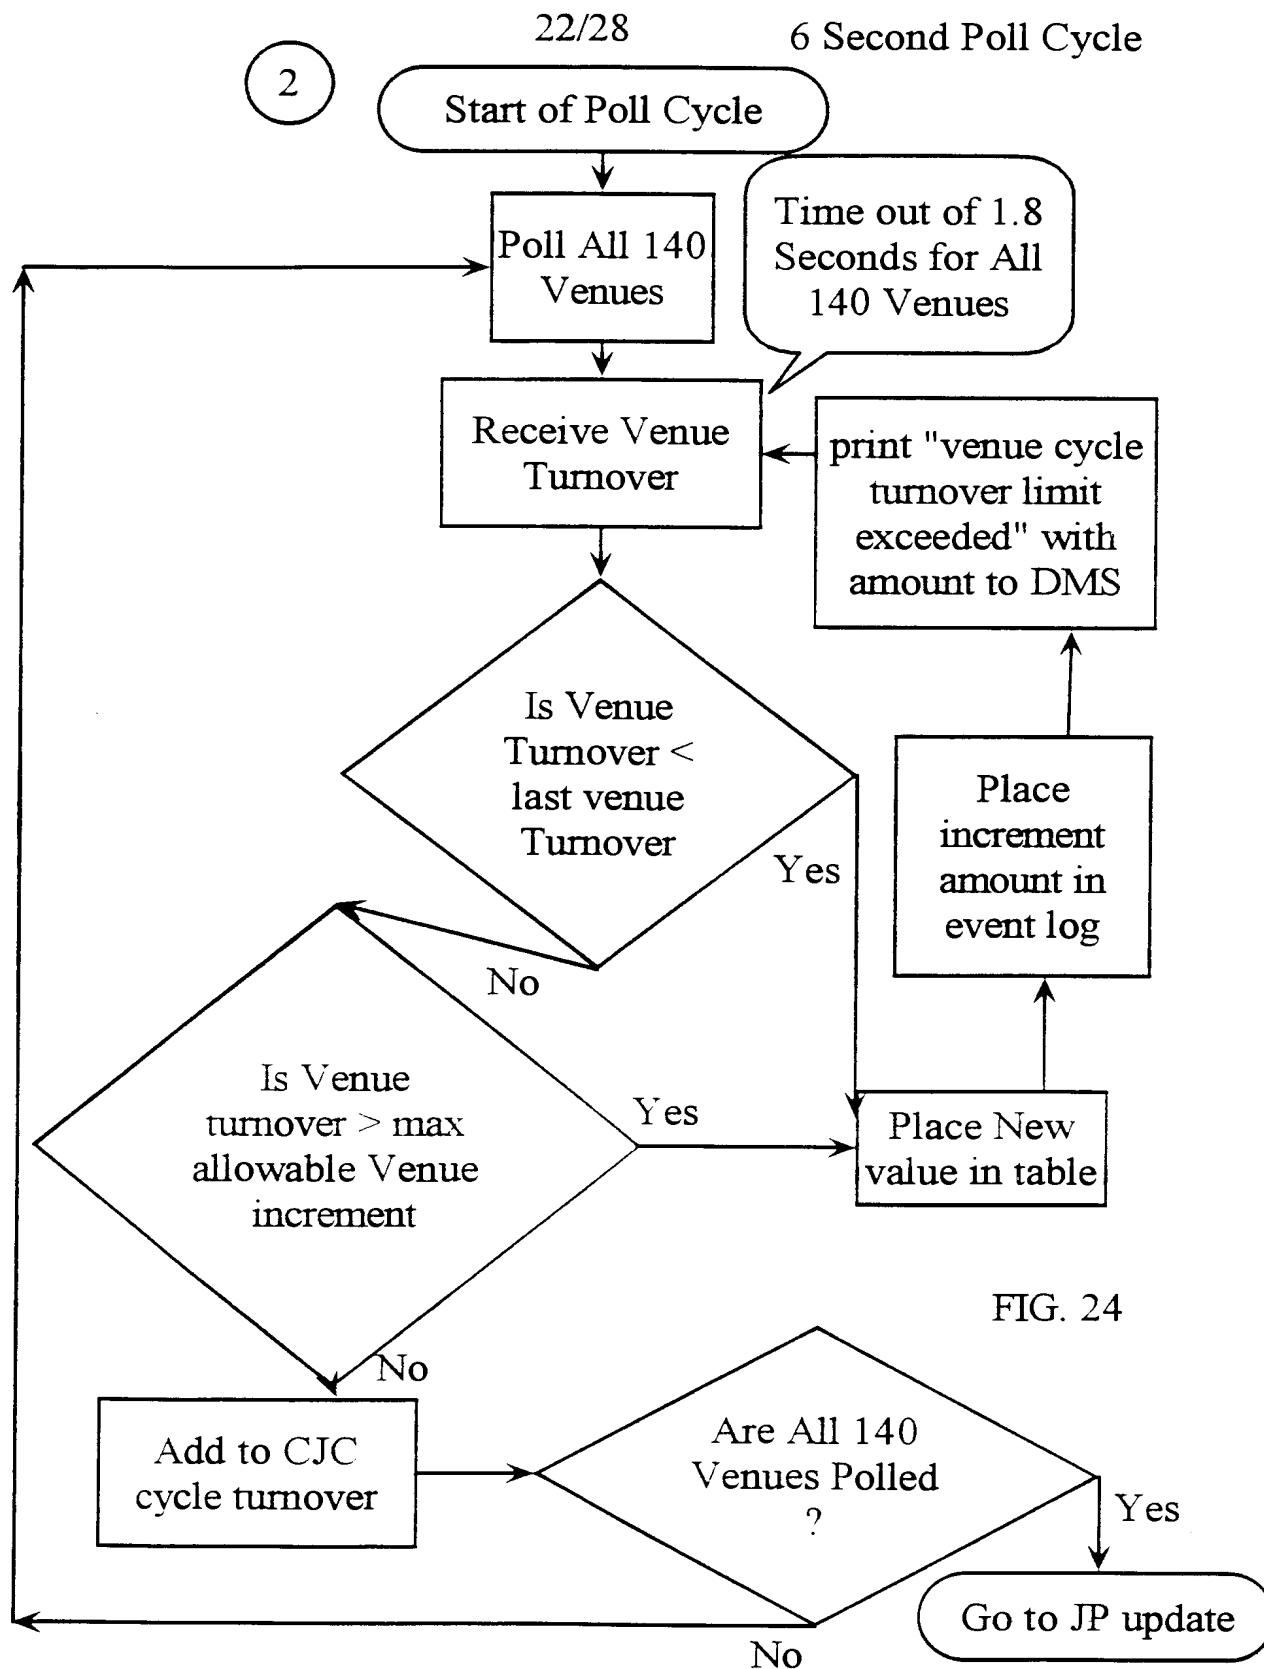 22/28
6 Second Poll Cycle
2
Start of Poll Cycle
Poll All 140
Venues
Time out of 1.8
Seconds for All
140 Venues
Receive Venue
Turnover
print "venue cycle
turnover limit
exceeded" with
amount to DMS
Is Venue
Turnover <
last venue
Turnover
Yes
No
Place
increment
amount in
event log
Is Venue
turnover > max
allowable Venue
increment
Yes
Place New
value in table
FIG. 24
No
Add to CJC
cycle turnover
Are All 140
Venues Polled
?
Yes
Go to JP update
No